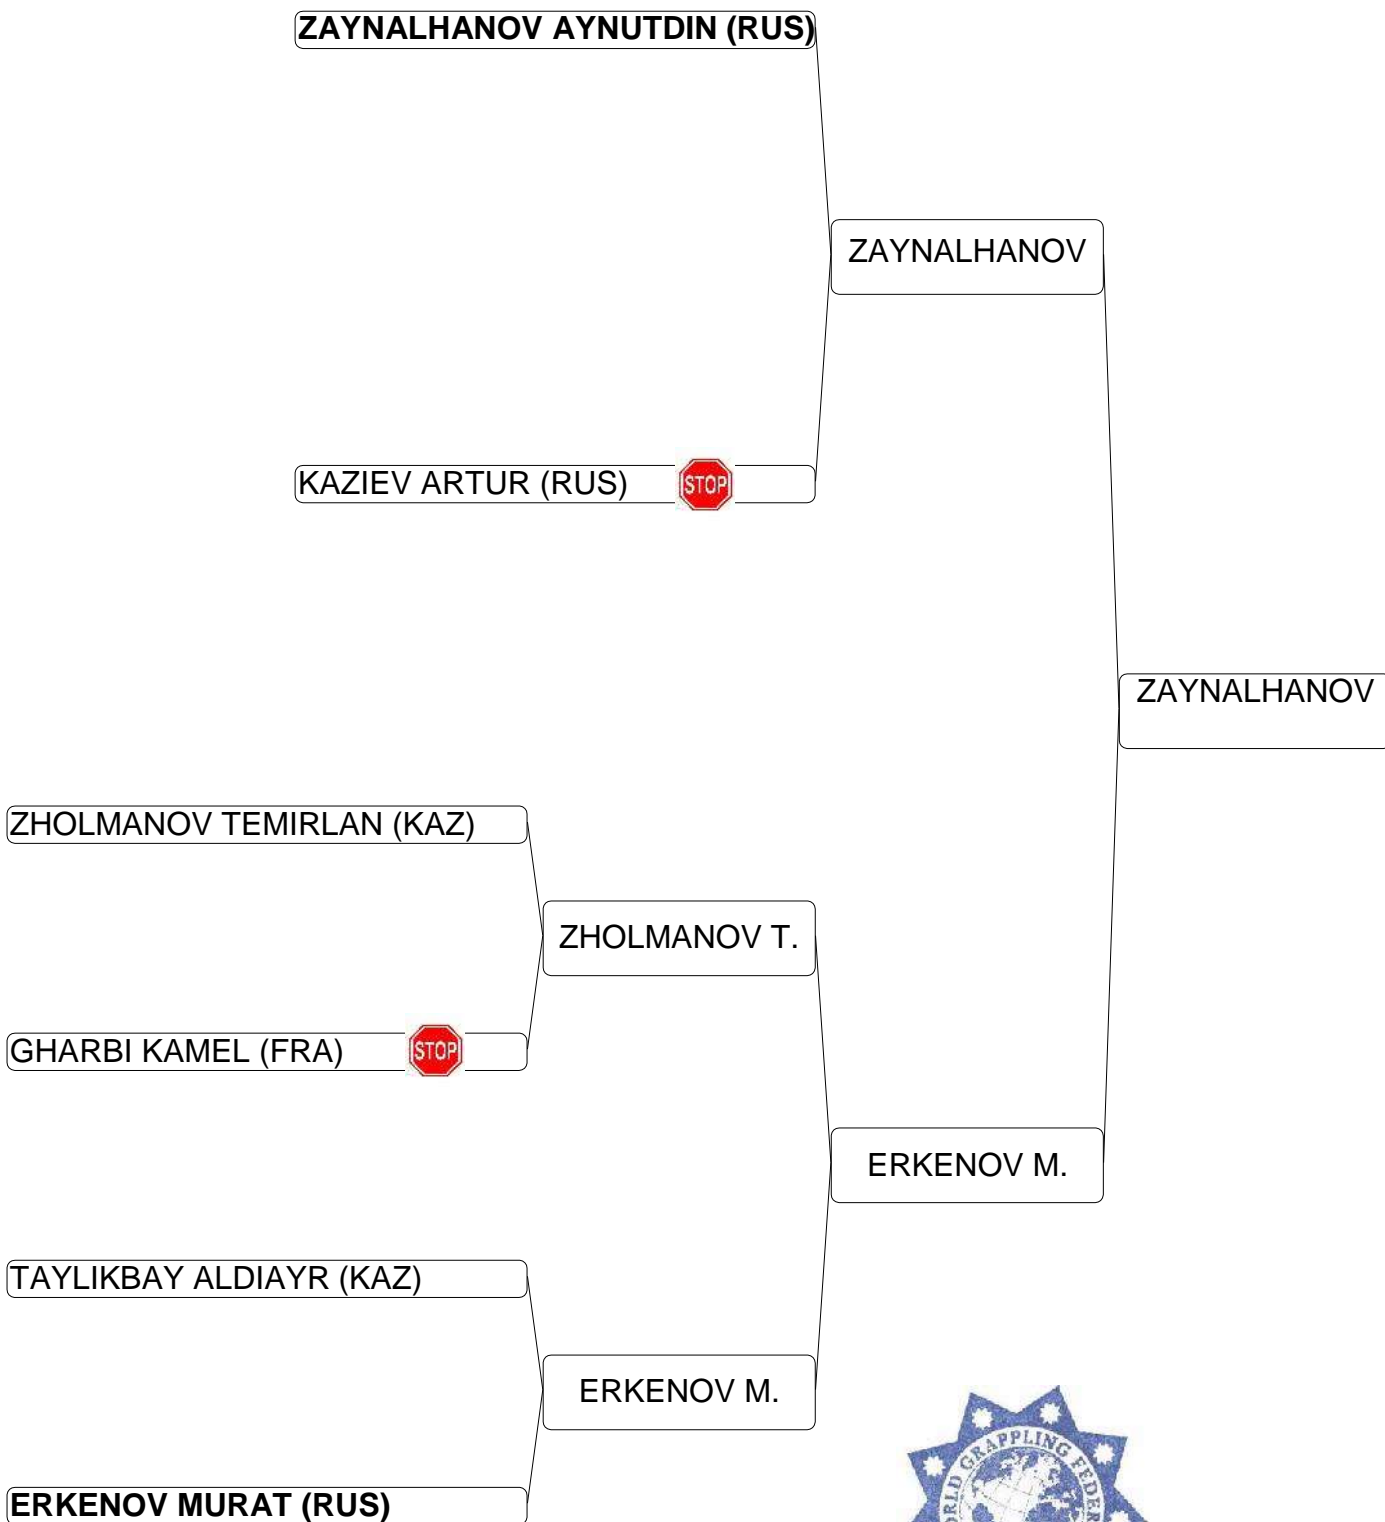 ZAYNALHANOV AYNUTDIN (RUS)
ZAYNALHANOV
KAZIEV ARTUR (RUS)
STOP
ZAYNALHANOV
ZHOLMANOV TEMIRLAN (KAZ)
ZHOLMANOV T.
GHARBI KAMEL (FRA)
STOP
ERKENOV M.
TAYLIKBAY ALDIAYR (KAZ)
ERKENOV M.
GRAPPLING
ERKENOV MURAT (RUS)